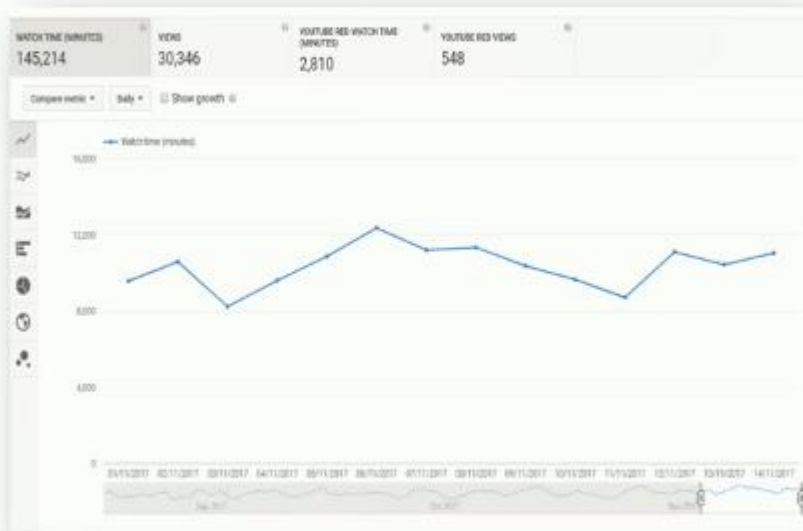 WATCH TIME (MINUTES)
145,214
VIEWS
30,346
YOUTUBE RED WATCH TIME
(MINUTES)
2,810
YOUTUBE RED VIEWS
548
Compare metric
Daily
Show growth
Watch time (minutes)
16,000
12,000
8,000
4,000
0
01/11/2017 02/11/2017 03/11/2017 04/11/2017 05/11/2017 06/11/2017 07/11/2017 08/11/2017 09/11/2017 10/11/2017 11/11/2017 12/11/2017 13/11/2017 14/11/2017
Sep 2017 Oct 2017 Nov